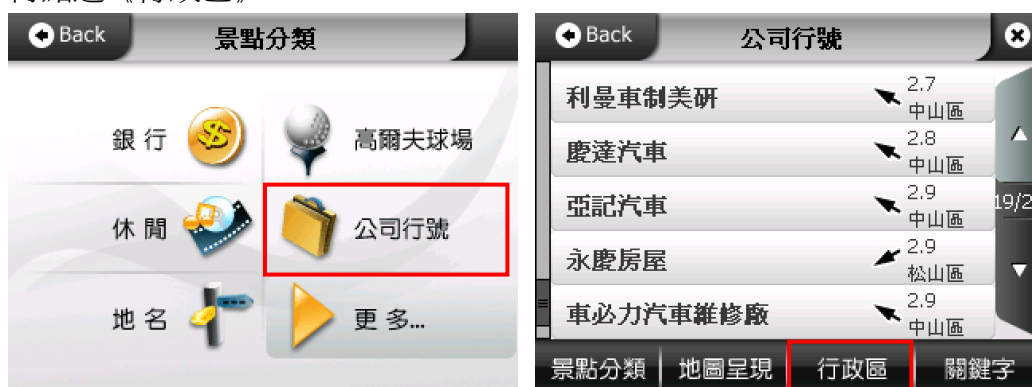 Back 景點分類
銀行 高爾夫球場
休閒 公司行號
地名 更多...
Back 公司行號
利曼車制美研 2.7 中山區
慶達汽車 2.8 中山區
亞記汽車 2.9 中山區
19/2
永慶房屋 2.9 松山區
車必力汽車維修廠 2.9 中山區
景點分類 地圖呈現 行政區 關鍵字